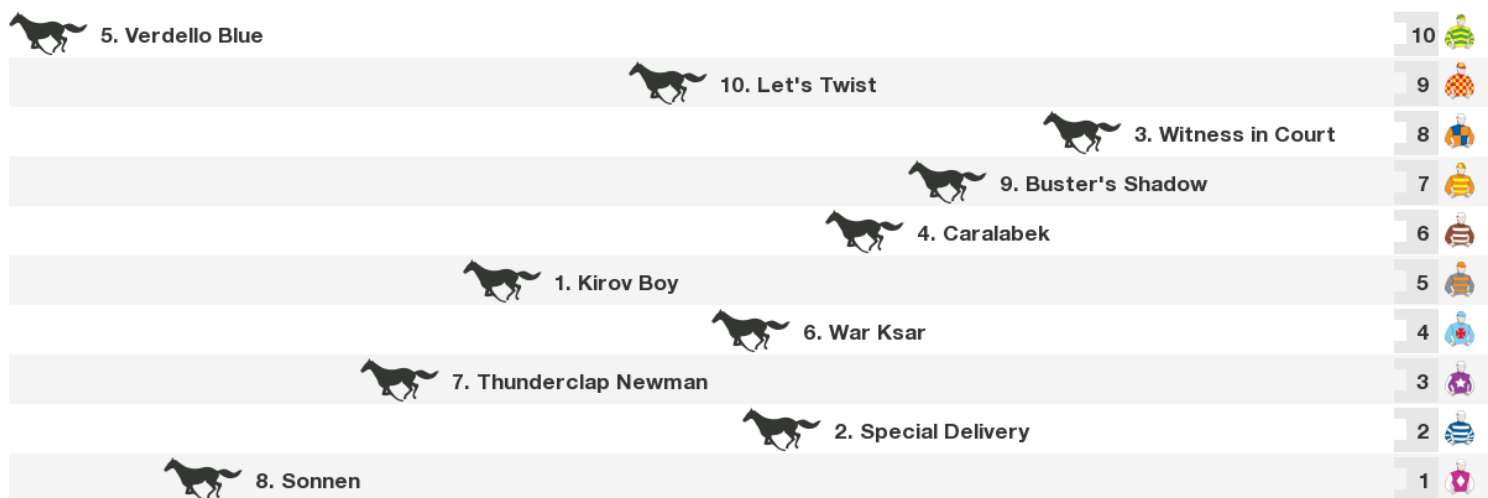 5. Verdello Blue 10
10. Let's Twist 9
3. Witness in Court 8
9. Buster's Shadow 7
4. Caralabek 6
1. Kirov Boy 5
6. War Ksar 4
7. Thunderclap Newman 3
2. Special Delivery 2
8. Sonnen 1